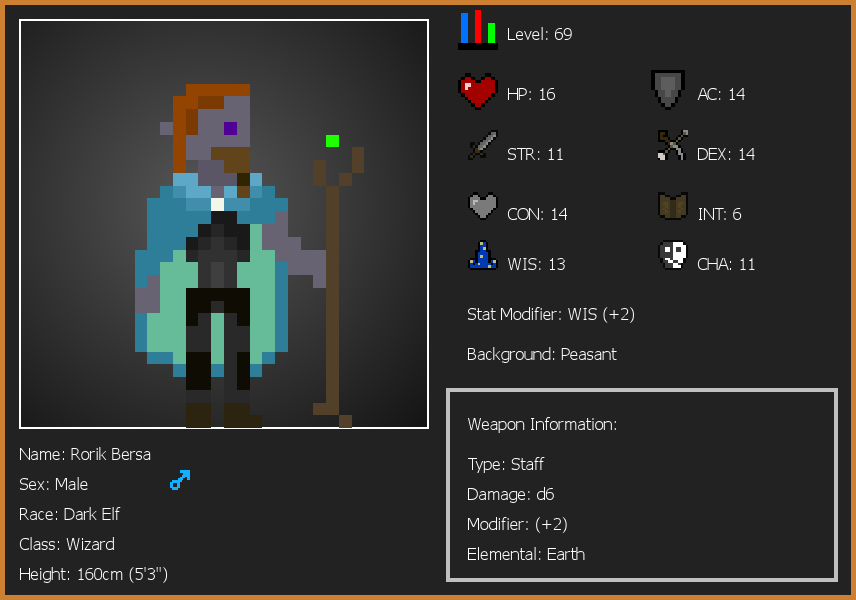 Level: 69
HP: 16
AC: 14
STR: 11
DEX: 14
CON: 14
INT: 6
WIS: 13
CHA: 11
Stat Modifier: WIS (+2)
Background: Peasant
Weapon Information:
Type: Staff
Damage: d6
Modifier: (+2)
Elemental: Earth
Name: Rorik Bersa
Sex: Male
Race: Dark Elf
Class: Wizard
Height: 160cm (5'3")